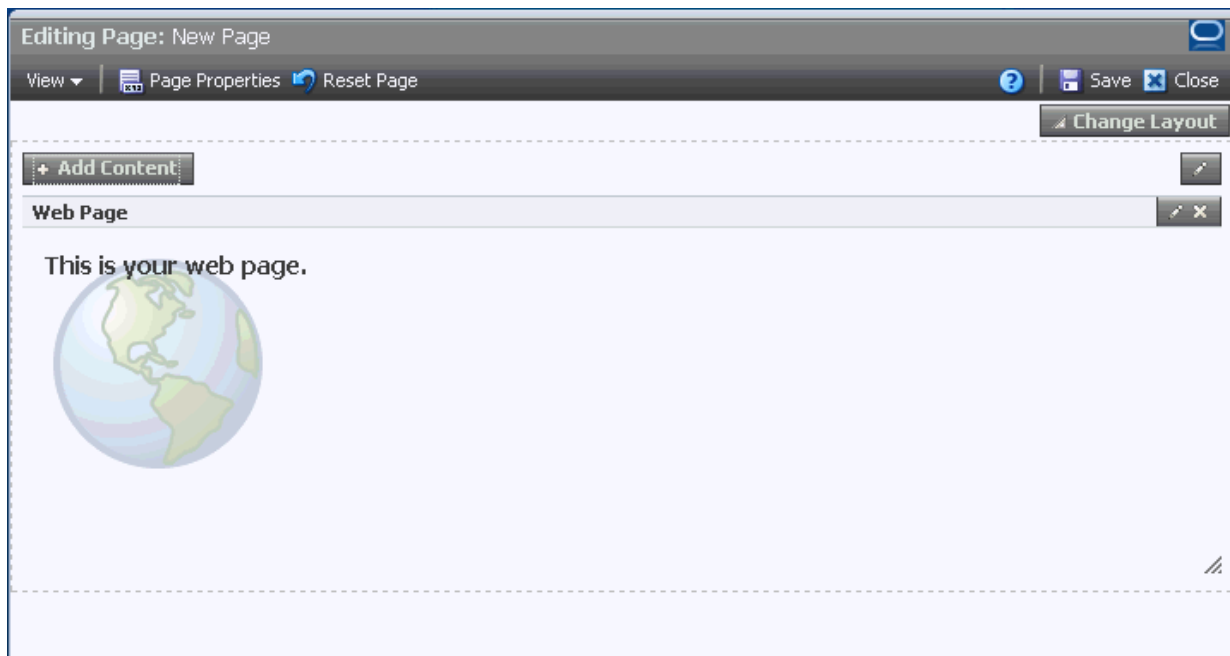 Editing Page: New Page
View Page Properties Reset Page Save Close
Change Layout
+ Add Content
Web Page
This is your web page.